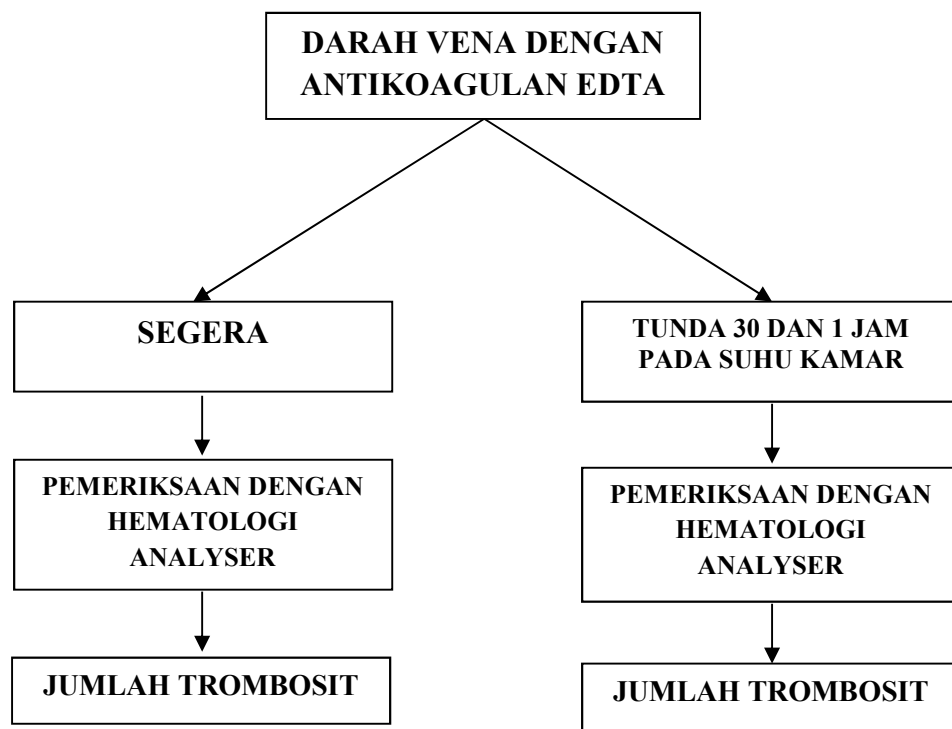 DARAH VENA DENGAN
ANTIKOAGULAN EDTA
SEGERA
TUNDA 30 DAN 1 JAM
PADA SUHU KAMAR
PEMERIKSAAN DENGAN
HEMATOLOGI
ANALYSER
PEMERIKSAAN DENGAN
HEMATOLOGI
ANALYSER
JUMLAH TROMBOSIT
JUMLAH TROMBOSIT